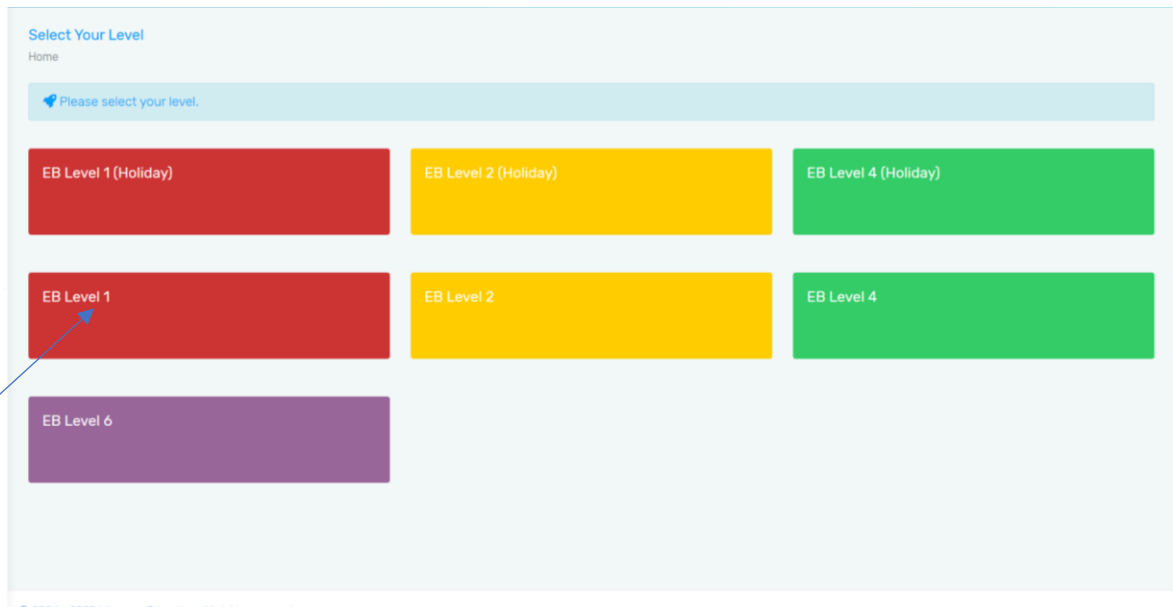 Select Your Level
Home
Please select your level.
EB Level 1 (Holiday)
EB Level 2 (Holiday)
EB Level 4 (Holiday)
EB Level 1
EB Level 2
EB Level 4
EB Level 6